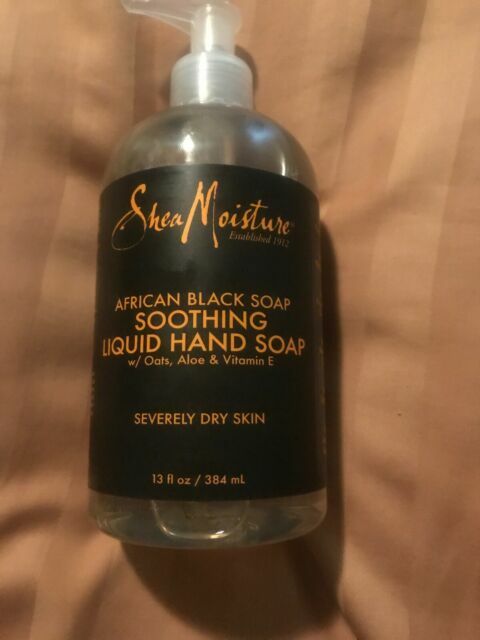 SheaMoisture
Established 1912
AFRICAN BLACK SOAP
SOOTHING
LIQUID HAND SOAP
w/ Oats, Aloe & Vitamin E
SEVERELY DRY SKIN
13 fl oz / 384 mL